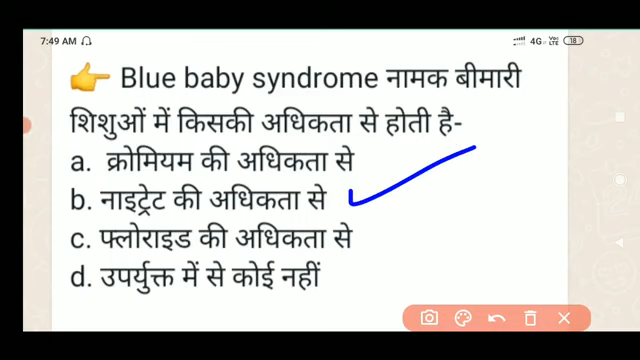 7:49 AM 4G VoLTE 18
Blue baby syndrome नामक बीमारी
शिशुओं में किसकी अधिकता से होती है-
a. क्रोमियम की अधिकता से
b. नाइट्रेट की अधिकता से
c. फ्लोराइड की अधिकता से
d. उपर्युक्त में से कोई नहीं